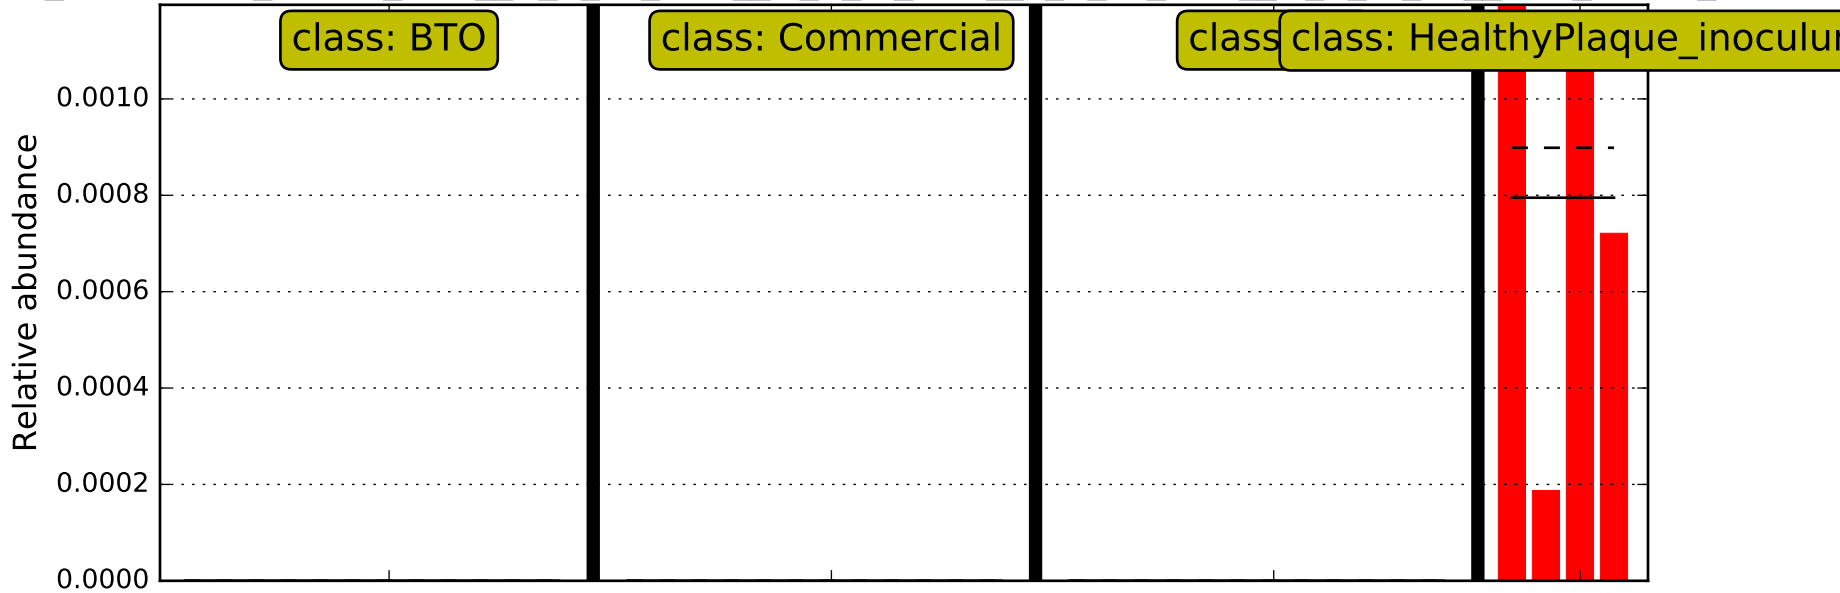 class: BTO
class: Commercial
class
class: HealthyPlaque_inoculu
0.0010
0.0008
0.0006
0.0004
0.0002
0.0000
Relative abundance